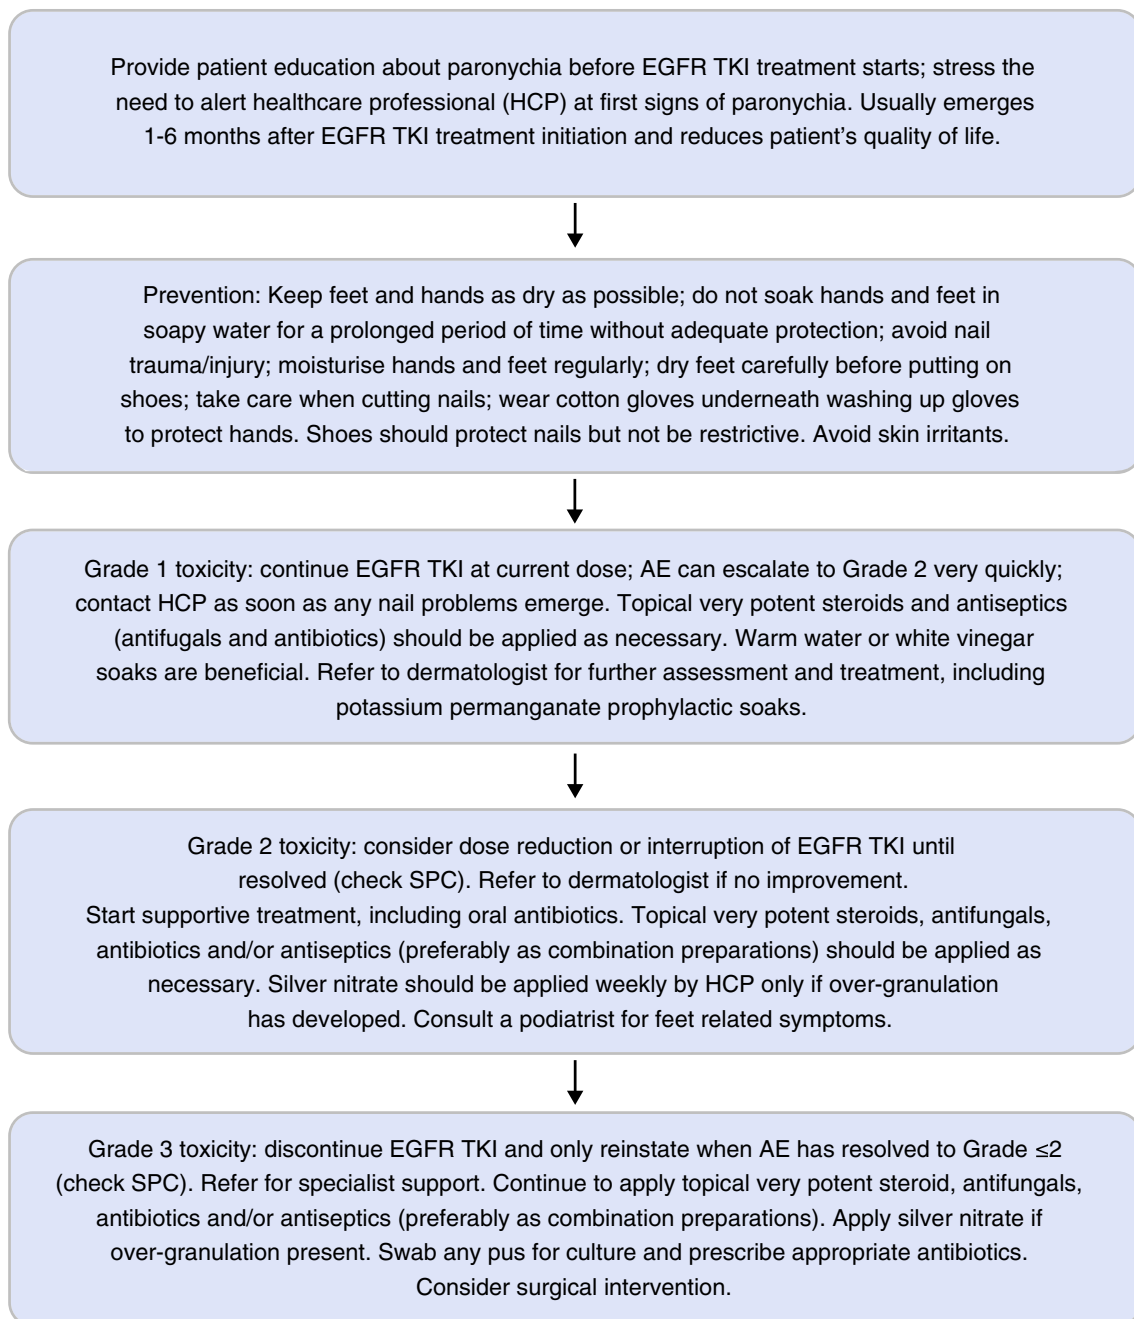 Provide patient education about paronychia before EGFR TKI treatment starts; stress the
need to alert healthcare professional (HCP) at first signs of paronychia. Usually emerges
1-6 months after EGFR TKI treatment initiation and reduces patient’s quality of life.
Prevention: Keep feet and hands as dry as possible; do not soak hands and feet in
soapy water for a prolonged period of time without adequate protection; avoid nail
trauma/injury; moisturise hands and feet regularly; dry feet carefully before putting on
shoes; take care when cutting nails; wear cotton gloves underneath washing up gloves
to protect hands. Shoes should protect nails but not be restrictive. Avoid skin irritants.
Grade 1 toxicity: continue EGFR TKI at current dose; AE can escalate to Grade 2 very quickly;
contact HCP as soon as any nail problems emerge. Topical very potent steroids and antiseptics
(antifugals and antibiotics) should be applied as necessary. Warm water or white vinegar
soaks are beneficial. Refer to dermatologist for further assessment and treatment, including
potassium permanganate prophylactic soaks.
Grade 2 toxicity: consider dose reduction or interruption of EGFR TKI until
resolved (check SPC). Refer to dermatologist if no improvement.
Start supportive treatment, including oral antibiotics. Topical very potent steroids, antifungals,
antibiotics and/or antiseptics (preferably as combination preparations) should be applied as
necessary. Silver nitrate should be applied weekly by HCP only if over-granulation
has developed. Consult a podiatrist for feet related symptoms.
Grade 3 toxicity: discontinue EGFR TKI and only reinstate when AE has resolved to Grade ≤2
(check SPC). Refer for specialist support. Continue to apply topical very potent steroid, antifungals,
antibiotics and/or antiseptics (preferably as combination preparations). Apply silver nitrate if
over-granulation present. Swab any pus for culture and prescribe appropriate antibiotics.
Consider surgical intervention.